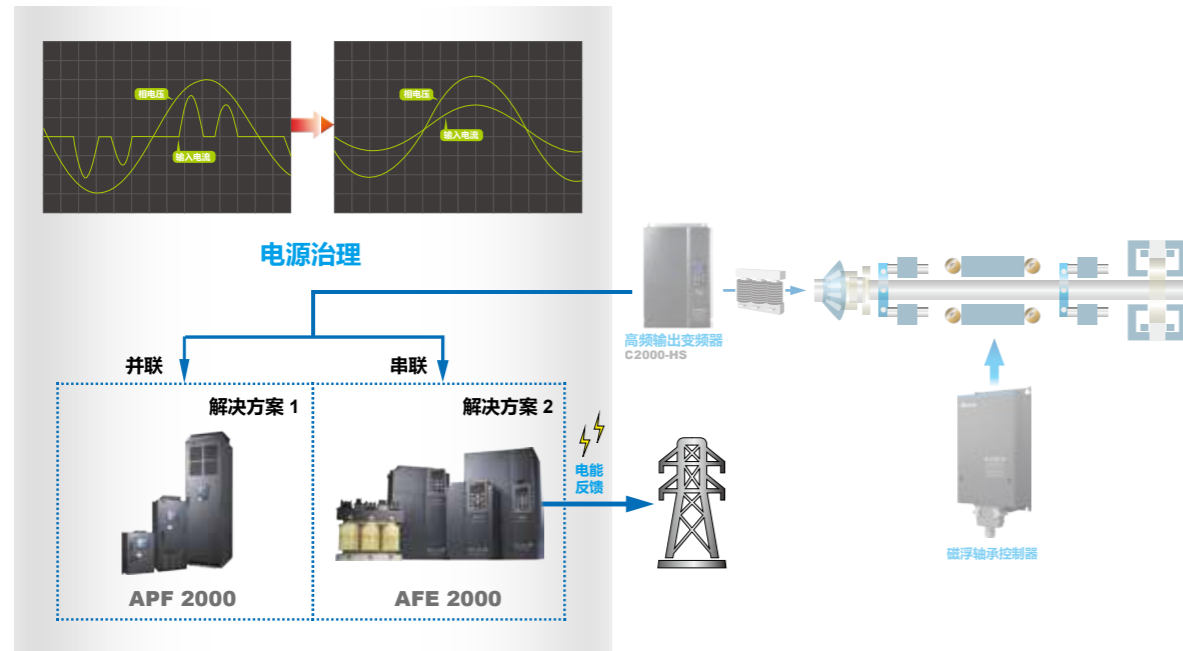 相电压
输入电流
相电压
输入电流
电源治理
高频输出变频器
C2000-HS
并联
串联
解决方案 1
解决方案 2
电能
反馈
APF 2000
AFE 2000
磁浮轴承控制器